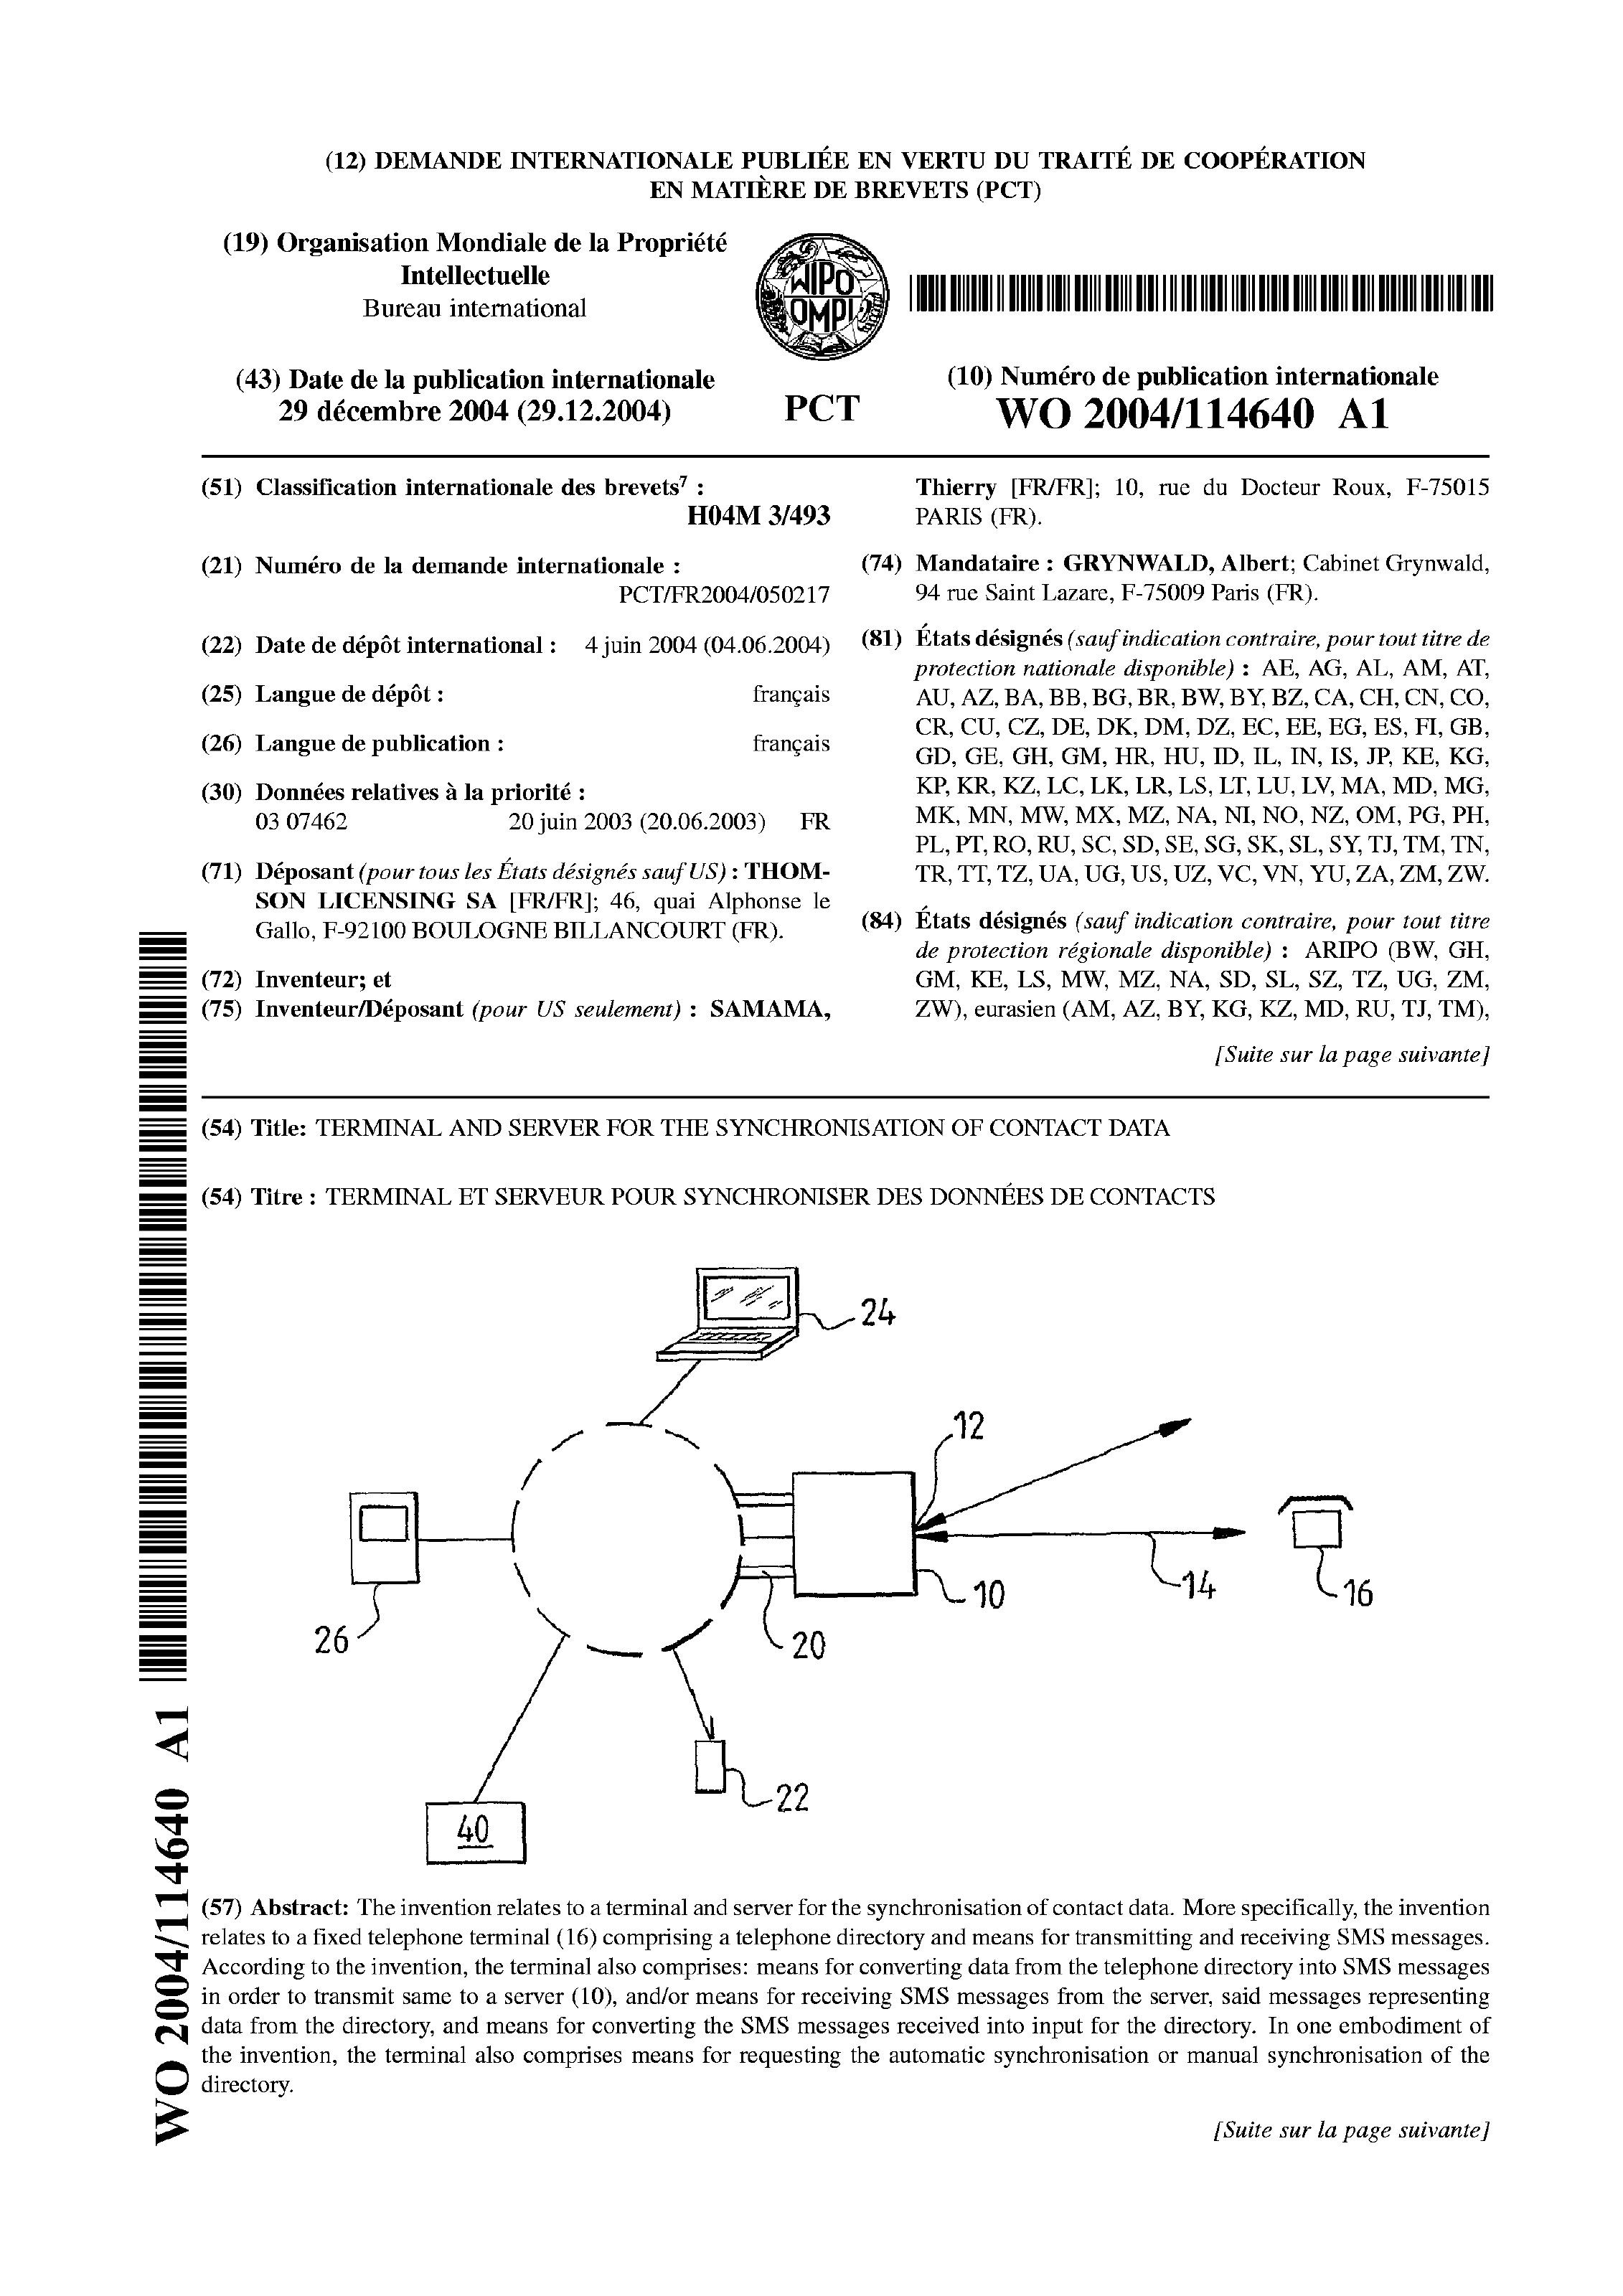 (12) DEMANDE INTERNATIONALE PUBLIÉE EN VERTU DU TRAITÉ DE COOPÉRATION
EN MATIÈRE DE BREVETS (PCT)
(19) Organisation Mondiale de la Propriété
Intellectuelle
Bureau international
WIPO
OMPI
(43) Date de la publication internationale
29 décembre 2004 (29.12.2004)
PCT
(10) Numéro de publication internationale
WO 2004/114640 A1
(51) Classification internationale des brevets7 :
H04M 3/493
(21) Numéro de la demande internationale :
PCT/FR2004/050217
(22) Date de dépôt international : 4 juin 2004 (04.06.2004)
(25) Langue de dépôt : français
(26) Langue de publication : français
(30) Données relatives à la priorité :
03 07462 20 juin 2003 (20.06.2003) FR
(71) Déposant (pour tous les États désignés sauf US) : THOM-
SON LICENSING SA [FR/FR]; 46, quai Alphonse le
Gallo, F-92100 BOULOGNE BILLANCOURT (FR).
(72) Inventeur; et
(75) Inventeur/Déposant (pour US seulement) : SAMAMA,
Thierry [FR/FR]; 10, rue du Docteur Roux, F-75015
PARIS (FR).
(74) Mandataire : GRYNWALD, Albert; Cabinet Grynwald,
94 rue Saint Lazare, F-75009 Paris (FR).
(81) États désignés (sauf indication contraire, pour tout titre de
protection nationale disponible) : AE, AG, AL, AM, AT,
AU, AZ, BA, BB, BG, BR, BW, BY, BZ, CA, CH, CN, CO,
CR, CU, CZ, DE, DK, DM, DZ, EC, EE, EG, ES, FI, GB,
GD, GE, GH, GM, HR, HU, ID, IL, IN, IS, JP, KE, KG,
KP, KR, KZ, LC, LK, LR, LS, LT, LU, LV, MA, MD, MG,
MK, MN, MW, MX, MZ, NA, NI, NO, NZ, OM, PG, PH,
PL, PT, RO, RU, SC, SD, SE, SG, SK, SL, SY, TJ, TM, TN,
TR, TT, TZ, UA, UG, US, UZ, VC, VN, YU, ZA, ZM, ZW.
(84) États désignés (sauf indication contraire, pour tout titre
de protection régionale disponible) : ARIPO (BW, GH,
GM, KE, LS, MW, MZ, NA, SD, SL, SZ, TZ, UG, ZM,
ZW), eurasien (AM, AZ, BY, KG, KZ, MD, RU, TJ, TM),
[Suite sur la page suivante]
(54) Title: TERMINAL AND SERVER FOR THE SYNCHRONISATION OF CONTACT DATA
(54) Titre : TERMINAL ET SERVEUR POUR SYNCHRONISER DES DONNÉES DE CONTACTS
24
12
10
14
16
26
20
22
40
(57) Abstract: The invention relates to a terminal and server for the synchronisation of contact data. More specifically, the invention
relates to a fixed telephone terminal (16) comprising a telephone directory and means for transmitting and receiving SMS messages.
According to the invention, the terminal also comprises: means for converting data from the telephone directory into SMS messages
in order to transmit same to a server (10), and/or means for receiving SMS messages from the server, said messages representing
data from the directory, and means for converting the SMS messages received into input for the directory. In one embodiment of
the invention, the terminal also comprises means for requesting the automatic synchronisation or manual synchronisation of the
directory.
[Suite sur la page suivante]
WO 2004/114640 A1